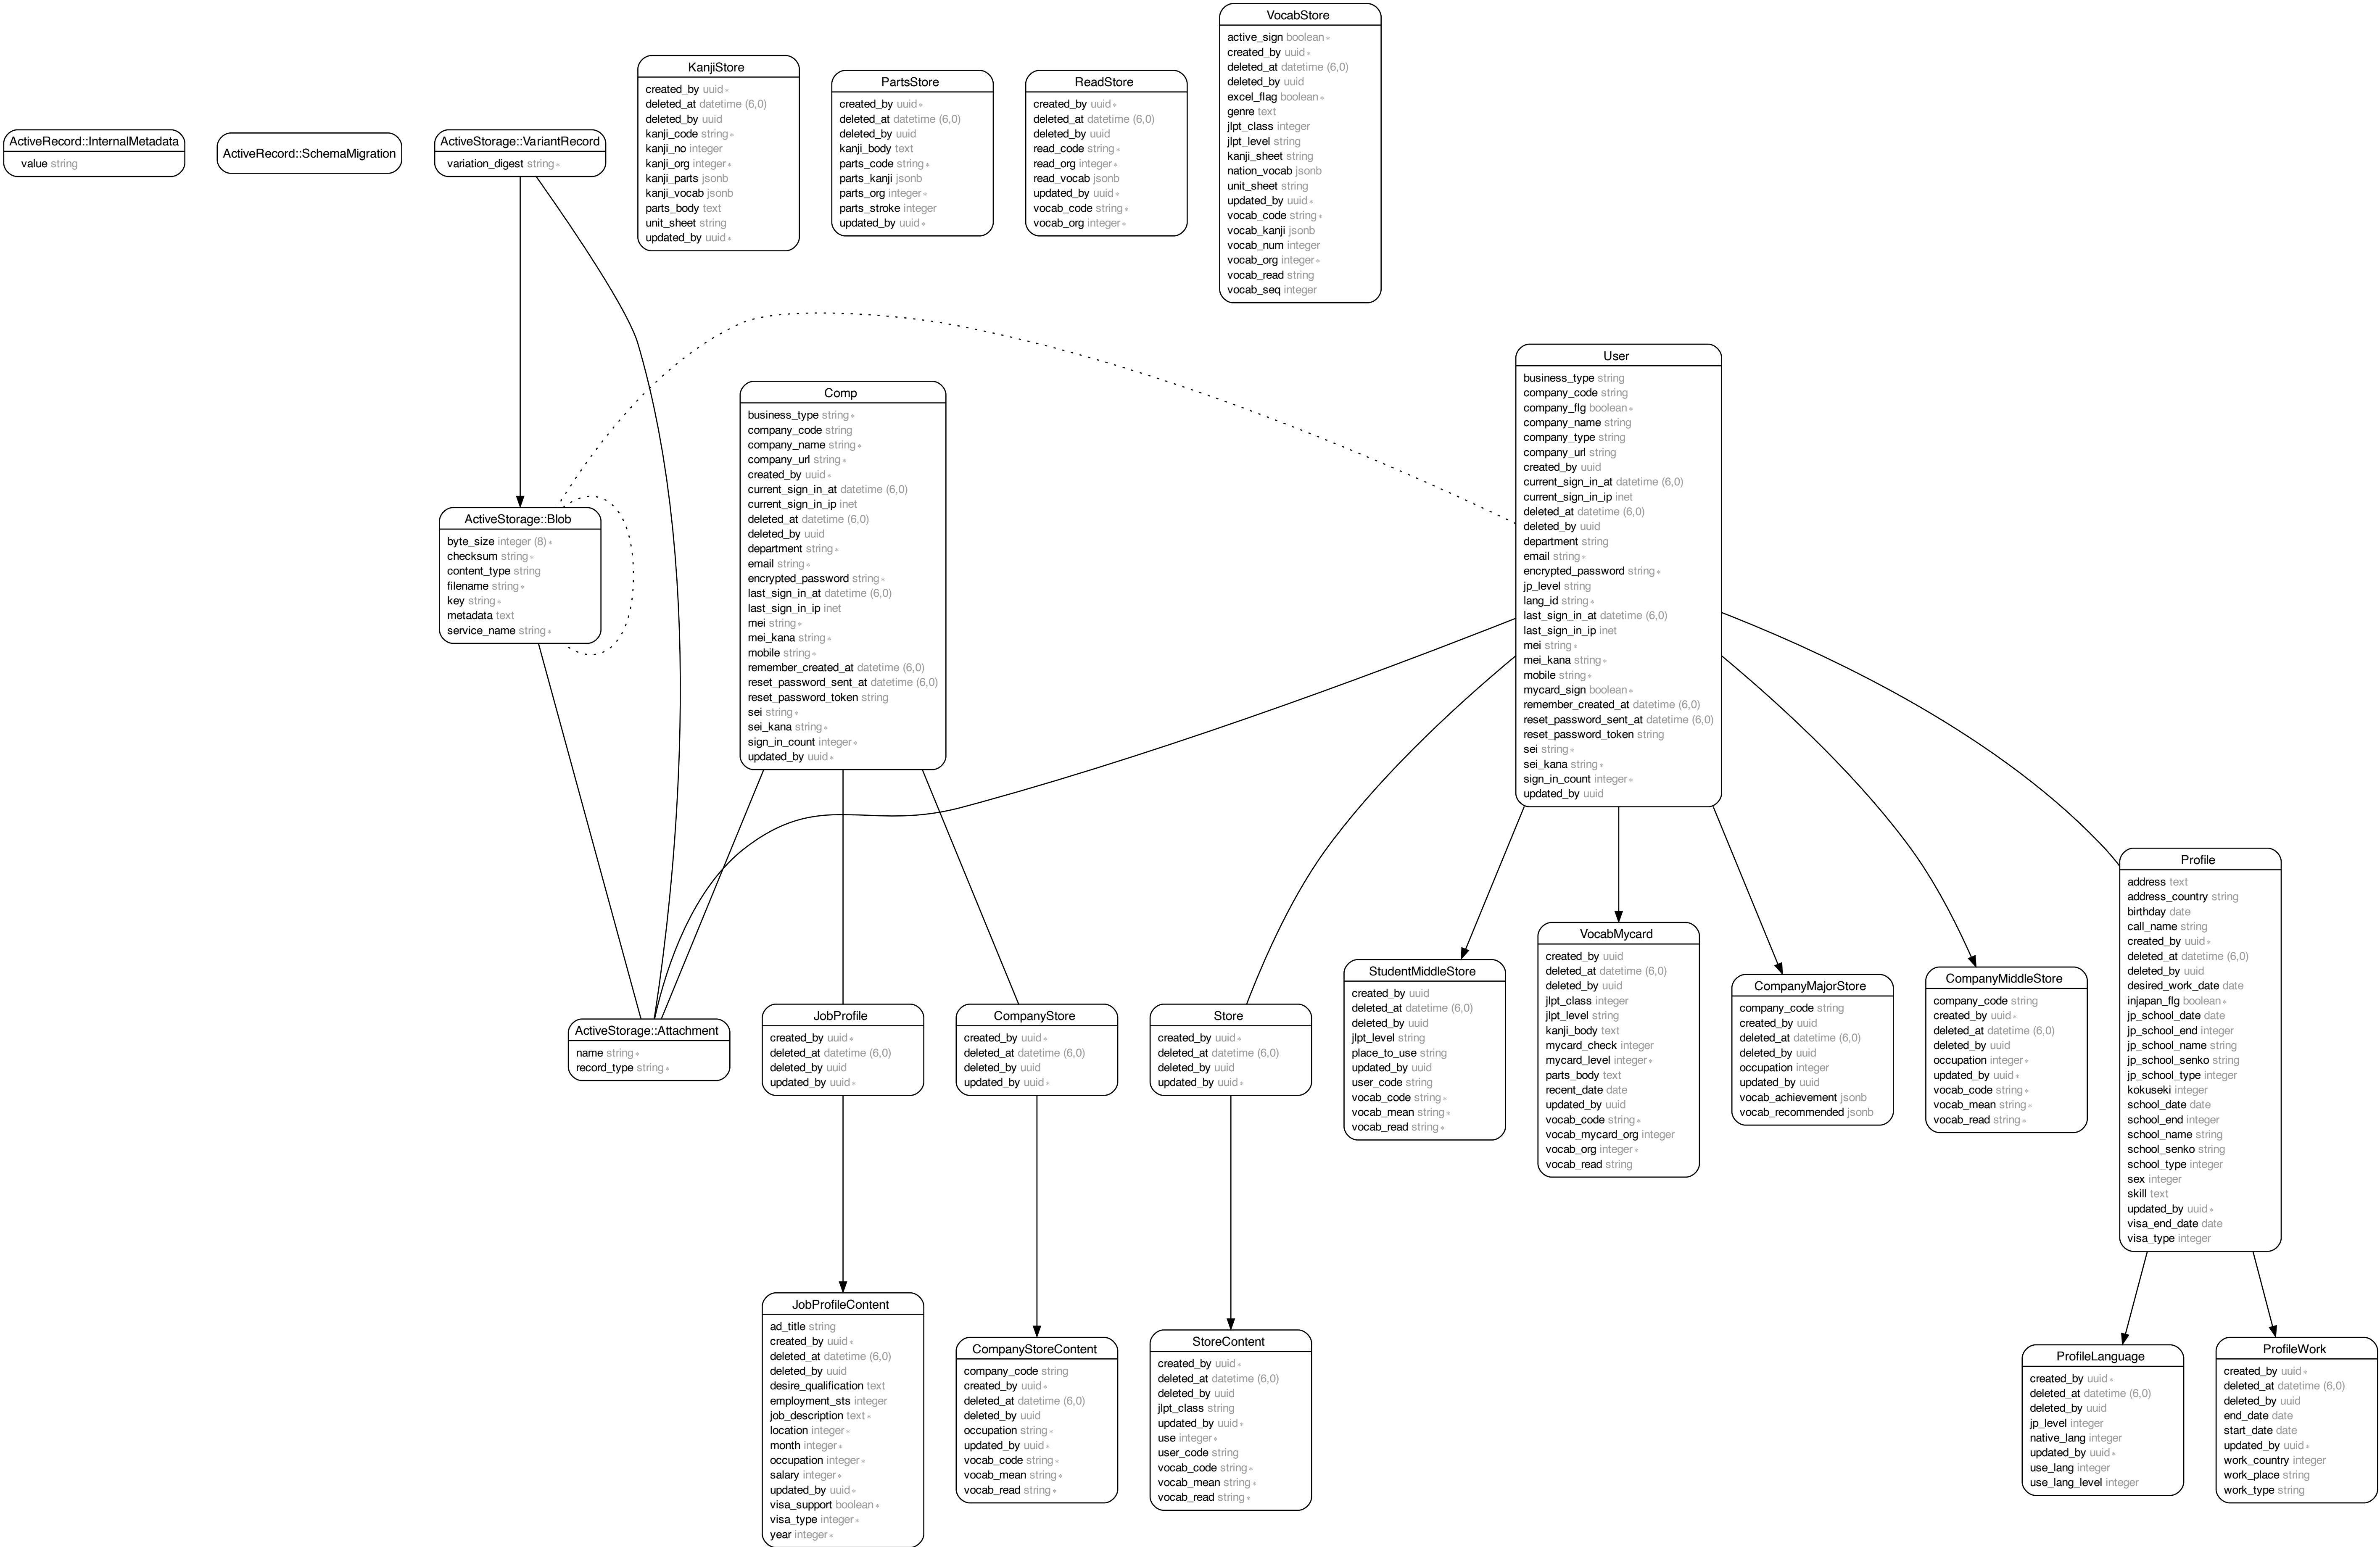 ActiveRecord::InternalMetadata
value string
ActiveRecord::SchemaMigration
ActiveStorage::VariantRecord
variation_digest string *
KanjiStore
created_by uuid *
deleted_at datetime (6,0)
deleted_by uuid
kanji_code string *
kanji_no integer
kanji_org integer *
kanji_parts jsonb
kanji_vocab jsonb
parts_body text
unit_sheet string
updated_by uuid *
PartsStore
created_by uuid *
deleted_at datetime (6,0)
deleted_by uuid
kanji_body text
parts_code string *
parts_kanji jsonb
parts_org integer *
parts_stroke integer
updated_by uuid *
ReadStore
created_by uuid *
deleted_at datetime (6,0)
deleted_by uuid
read_code string *
read_org integer *
read_vocab jsonb
updated_by uuid *
vocab_code string *
vocab_org integer *
VocabStore
active_sign boolean *
created_by uuid *
deleted_at datetime (6,0)
deleted_by uuid
excel_flag boolean *
genre text
jlpt_class integer
jlpt_level string
kanji_sheet string
nation_vocab jsonb
unit_sheet string
updated_by uuid *
vocab_code string *
vocab_kanji jsonb
vocab_num integer
vocab_org integer *
vocab_read string
vocab_seq integer
ActiveStorage::Blob
byte_size integer (8) *
checksum string *
content_type string
filename string *
key string *
metadata text
service_name string *
Comp
business_type string *
company_code string
company_name string *
company_url string *
created_by uuid *
current_sign_in_at datetime (6,0)
current_sign_in_ip inet
deleted_at datetime (6,0)
deleted_by uuid
department string *
email string *
encrypted_password string *
last_sign_in_at datetime (6,0)
last_sign_in_ip inet
mei string *
mei_kana string *
mobile string *
remember_created_at datetime (6,0)
reset_password_sent_at datetime (6,0)
reset_password_token string
sei string *
sei_kana string *
sign_in_count integer *
updated_by uuid *
User
business_type string
company_code string
company_flg boolean *
company_name string
company_type string
company_url string
created_by uuid
current_sign_in_at datetime (6,0)
current_sign_in_ip inet
deleted_at datetime (6,0)
deleted_by uuid
department string
email string *
encrypted_password string *
jp_level string
lang_id string *
last_sign_in_at datetime (6,0)
last_sign_in_ip inet
mei string *
mei_kana string *
mobile string *
mycard_sign boolean *
remember_created_at datetime (6,0)
reset_password_sent_at datetime (6,0)
reset_password_token string
sei string *
sei_kana string *
sign_in_count integer *
updated_by uuid
ActiveStorage::Attachment
name string *
record_type string *
JobProfile
created_by uuid *
deleted_at datetime (6,0)
deleted_by uuid
updated_by uuid *
CompanyStore
created_by uuid *
deleted_at datetime (6,0)
deleted_by uuid
updated_by uuid *
Store
created_by uuid *
deleted_at datetime (6,0)
deleted_by uuid
updated_by uuid *
StudentMiddleStore
created_by uuid
deleted_at datetime (6,0)
deleted_by uuid
jlpt_level string
place_to_use string
updated_by uuid
user_code string
vocab_code string *
vocab_mean string *
vocab_read string *
VocabMycard
created_by uuid
deleted_at datetime (6,0)
deleted_by uuid
jlpt_class integer
jlpt_level string
kanji_body text
mycard_check integer
mycard_level integer *
parts_body text
recent_date date
updated_by uuid
vocab_code string *
vocab_mycard_org integer
vocab_org integer *
vocab_read string
CompanyMajorStore
company_code string
created_by uuid
deleted_at datetime (6,0)
deleted_by uuid
occupation integer
updated_by uuid
vocab_achievement jsonb
vocab_recommended jsonb
CompanyMiddleStore
company_code string
created_by uuid *
deleted_at datetime (6,0)
deleted_by uuid
occupation integer *
updated_by uuid *
vocab_code string *
vocab_mean string *
vocab_read string *
Profile
address text
address_country string
birthday date
call_name string
created_by uuid *
deleted_at datetime (6,0)
deleted_by uuid
desired_work_date date
injapan_flg boolean *
jp_school_date date
jp_school_end integer
jp_school_name string
jp_school_senko string
jp_school_type integer
kokuseki integer
school_date date
school_end integer
school_name string
school_senko string
school_type integer
sex integer
skill text
updated_by uuid *
visa_end_date date
visa_type integer
JobProfileContent
ad_title string
created_by uuid *
deleted_at datetime (6,0)
deleted_by uuid
desire_qualification text
employment_sts integer
job_description text *
location integer *
month integer *
occupation integer *
salary integer *
updated_by uuid *
visa_support boolean *
visa_type integer *
year integer *
CompanyStoreContent
company_code string
created_by uuid *
deleted_at datetime (6,0)
deleted_by uuid
occupation string *
updated_by uuid *
vocab_code string *
vocab_mean string *
vocab_read string *
StoreContent
created_by uuid *
deleted_at datetime (6,0)
deleted_by uuid
jlpt_class string
updated_by uuid *
use integer *
user_code string
vocab_code string *
vocab_mean string *
vocab_read string *
ProfileLanguage
created_by uuid *
deleted_at datetime (6,0)
deleted_by uuid
jp_level integer
native_lang integer
updated_by uuid *
use_lang integer
use_lang_level integer
ProfileWork
created_by uuid *
deleted_at datetime (6,0)
deleted_by uuid
end_date date
start_date date
updated_by uuid *
work_country integer
work_place string
work_type string